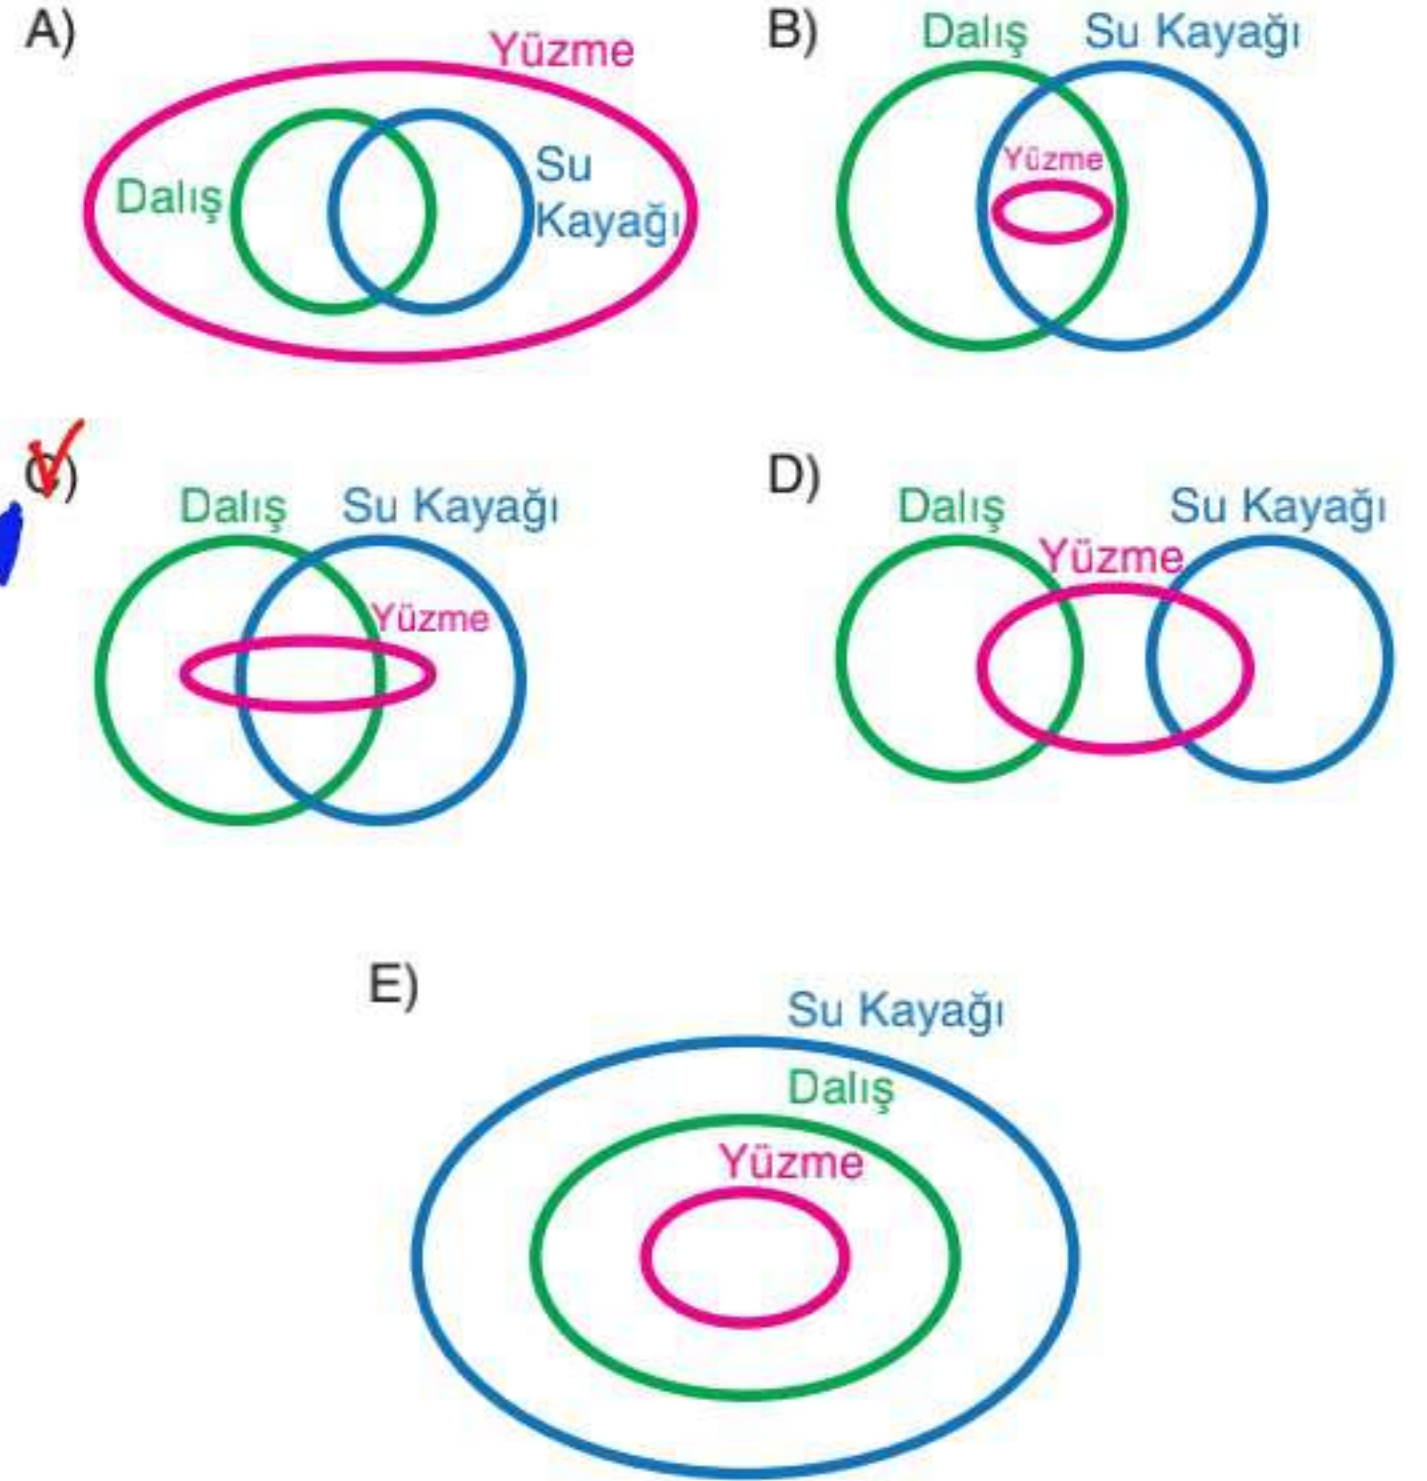 A)
Yüzme
Dalış
Su
Kayağı
B)
Dalış Su Kayağı
Yüzme
C)
Dalış Su Kayağı
Yüzme
D)
Dalış Su Kayağı
Yüzme
E)
Su Kayağı
Dalış
Yüzme